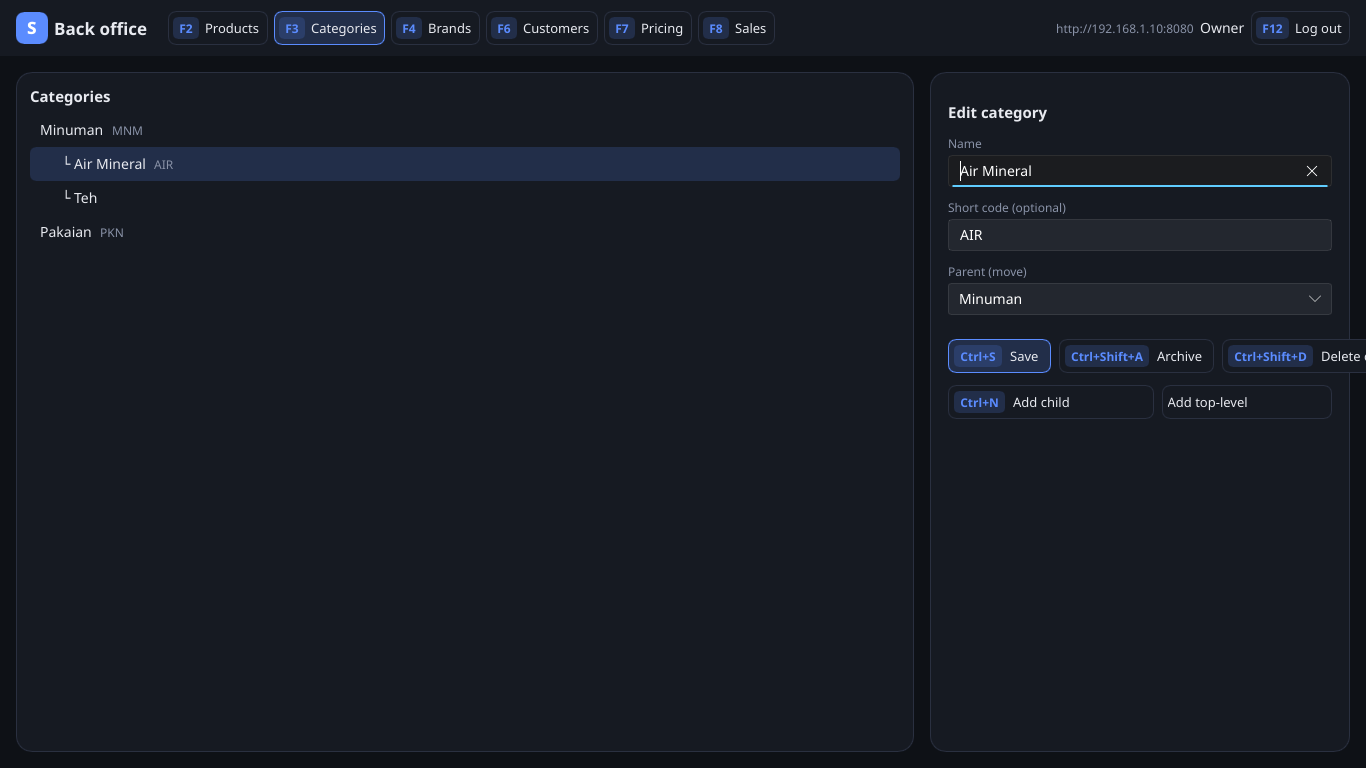 S Back office F2 Products F3 Categories F4 Brands F6 Customers F7 Pricing F8 Sales http://192.168.1.10:8080 Owner F12 Log out
Categories
Minuman MNM
└ Air Mineral AIR
└ Teh
Pakaian PKN
Edit category
Name
Air Mineral
Short code (optional)
AIR
Parent (move)
Minuman
Ctrl+S Save Ctrl+Shift+A Archive Ctrl+Shift+D Delete
Ctrl+N Add child Add top-level